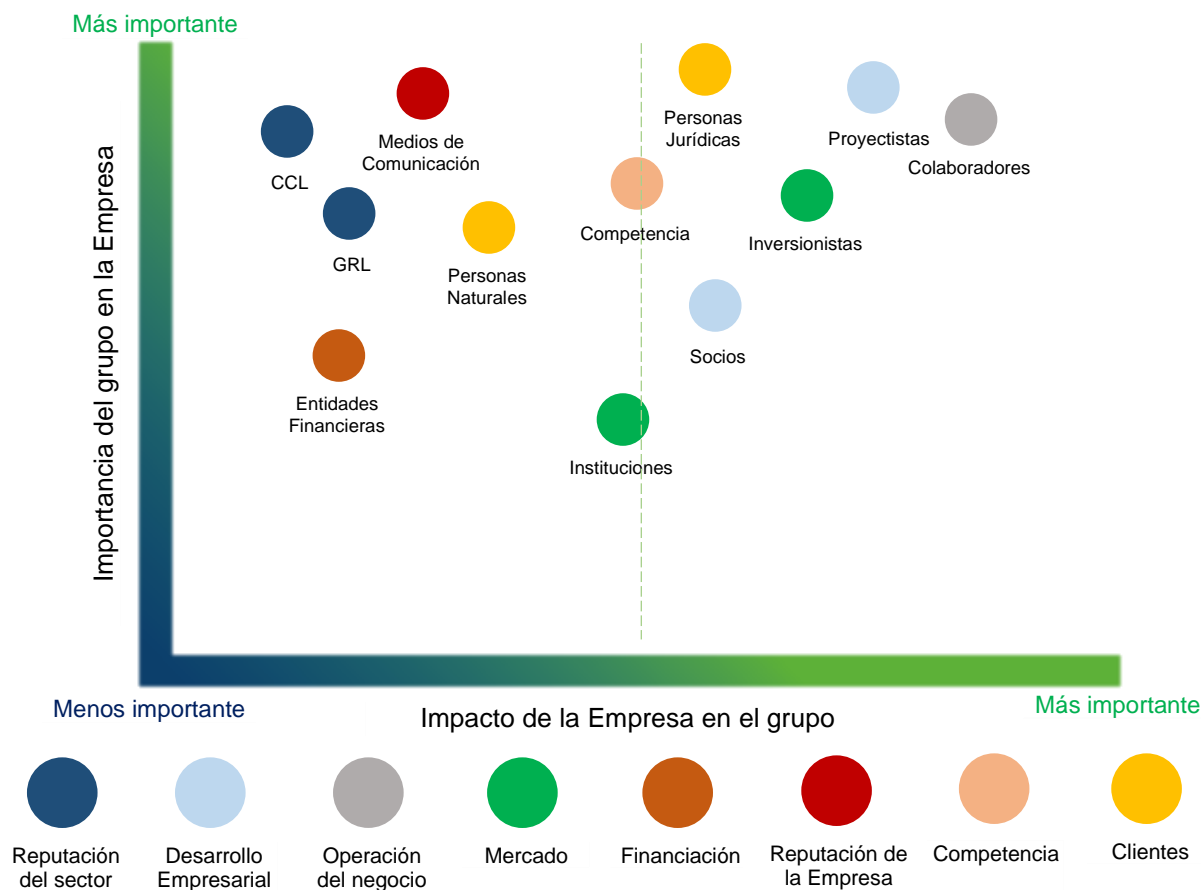 Más importante
Importancia del grupo en la Empresa
CCL
Medios de
Comunicación
GRL
Personas
Naturales
Entidades
Financieras
Personas
Jurídicas
Competencia
Proyectistas
Colaboradores
Inversionistas
Socios
Instituciones
Menos importante
Impacto de la Empresa en el grupo
Más importante
Reputación
del sector
Desarrollo
Empresarial
Operación
del negocio
Mercado
Financiación
Reputación de
la Empresa
Competencia
Clientes